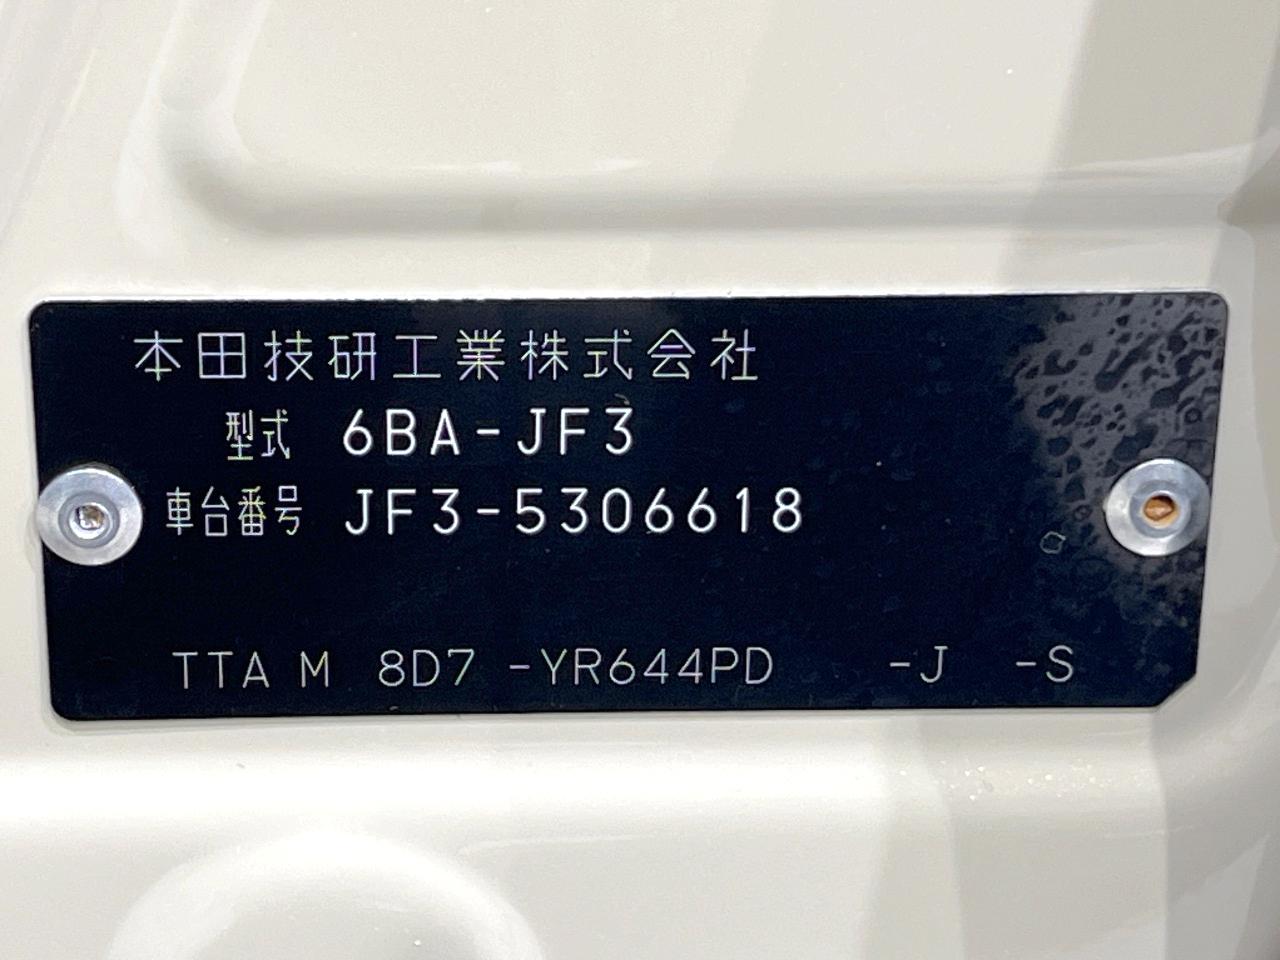 本田技研工業株式会社
型式 6BA-JF3
車台番号 JF3-5306618
TTA M 8D7 -YR644PD -J -S